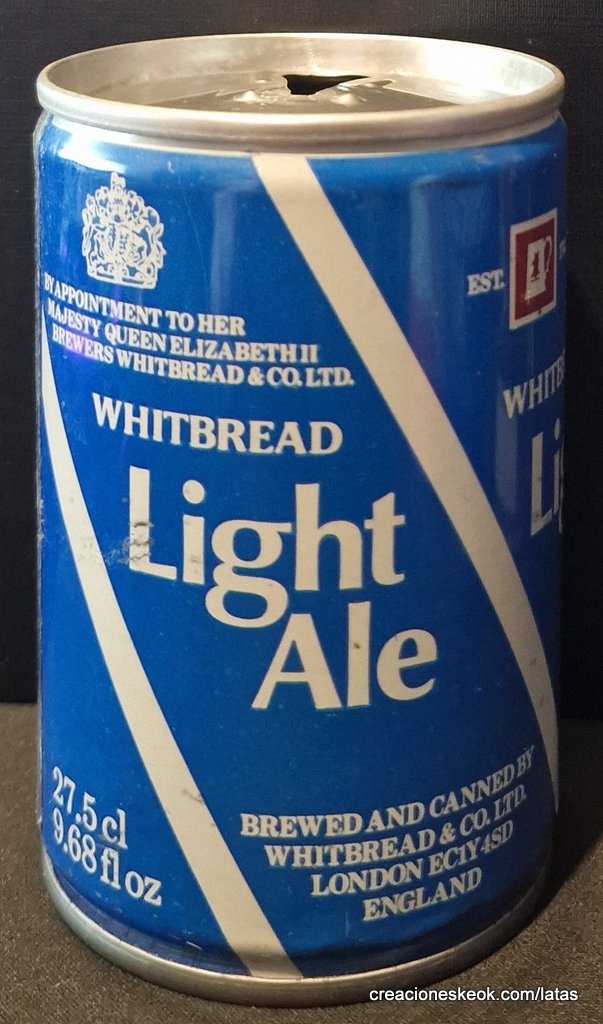 BY APPOINTMENT TO HER
MAJESTY QUEEN ELIZABETH II
BREWERS WHITBREAD & CO. LTD.
WHITBREAD
Light
Ale
27.5 cl
9.68 fl oz
BREWED AND CANNED BY
WHITBREAD & CO. LTD.
LONDON EC1Y 4SD
ENGLAND
EST.
creacioneskeok.com/latas